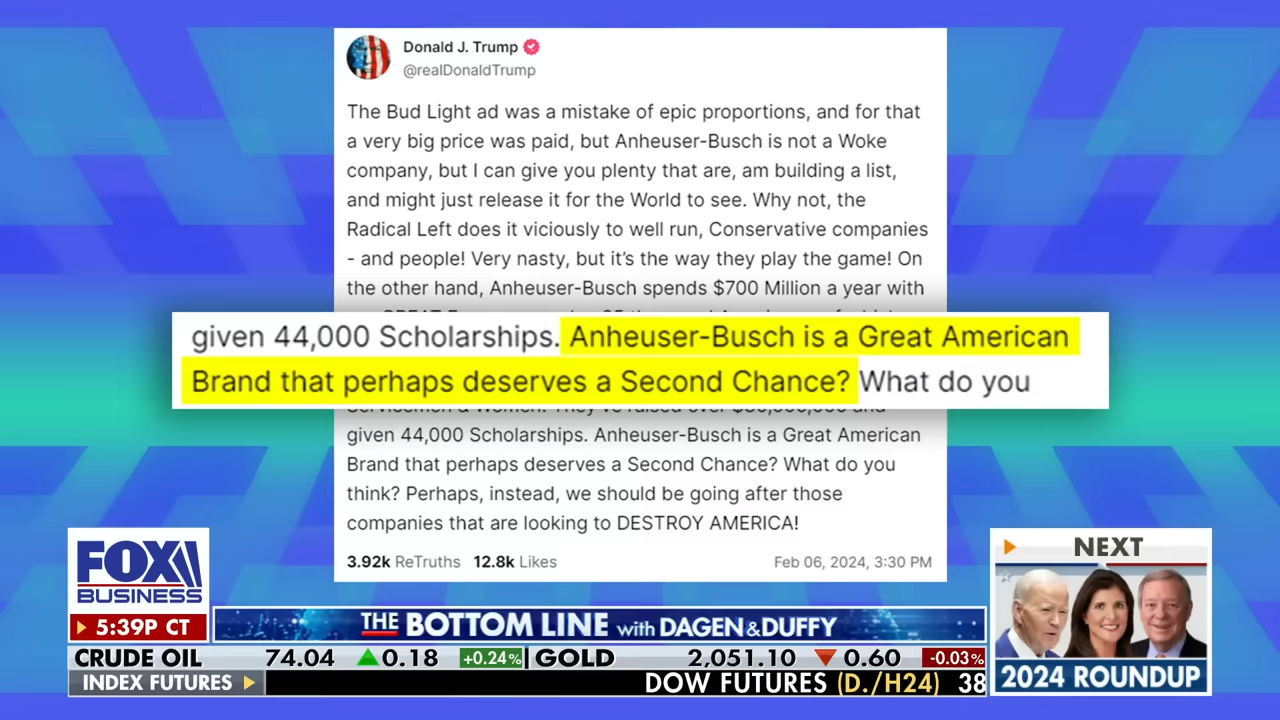 Donald J. Trump
@realDonaldTrump
The Bud Light ad was a mistake of epic proportions, and for that
a very big price was paid, but Anheuser-Busch is not a Woke
company, but I can give you plenty that are, am building a list,
and might just release it for the World to see. Why not, the
Radical Left does it viciously to well run, Conservative companies
- and people! Very nasty, but it's the way they play the game! On
the other hand, Anheuser-Busch spends $700 Million a year with
given 44,000 Scholarships. Anheuser-Busch is a Great American
Brand that perhaps deserves a Second Chance? What do you
given 44,000 Scholarships. Anheuser-Busch is a Great American
Brand that perhaps deserves a Second Chance? What do you
think? Perhaps, instead, we should be going after those
companies that are looking to DESTROY AMERICA!
3.92k ReTruths 12.8k Likes Feb 06, 2024, 3:30 PM
FOX
BUSINESS
5:39P CT
THE BOTTOM LINE with DAGEN & DUFFY
NEXT
2024 ROUNDUP
CRUDE OIL 74.04 0.18 +0.24% GOLD 2,051.10 0.60 -0.03%
INDEX FUTURES DOW FUTURES (D./H24) 38